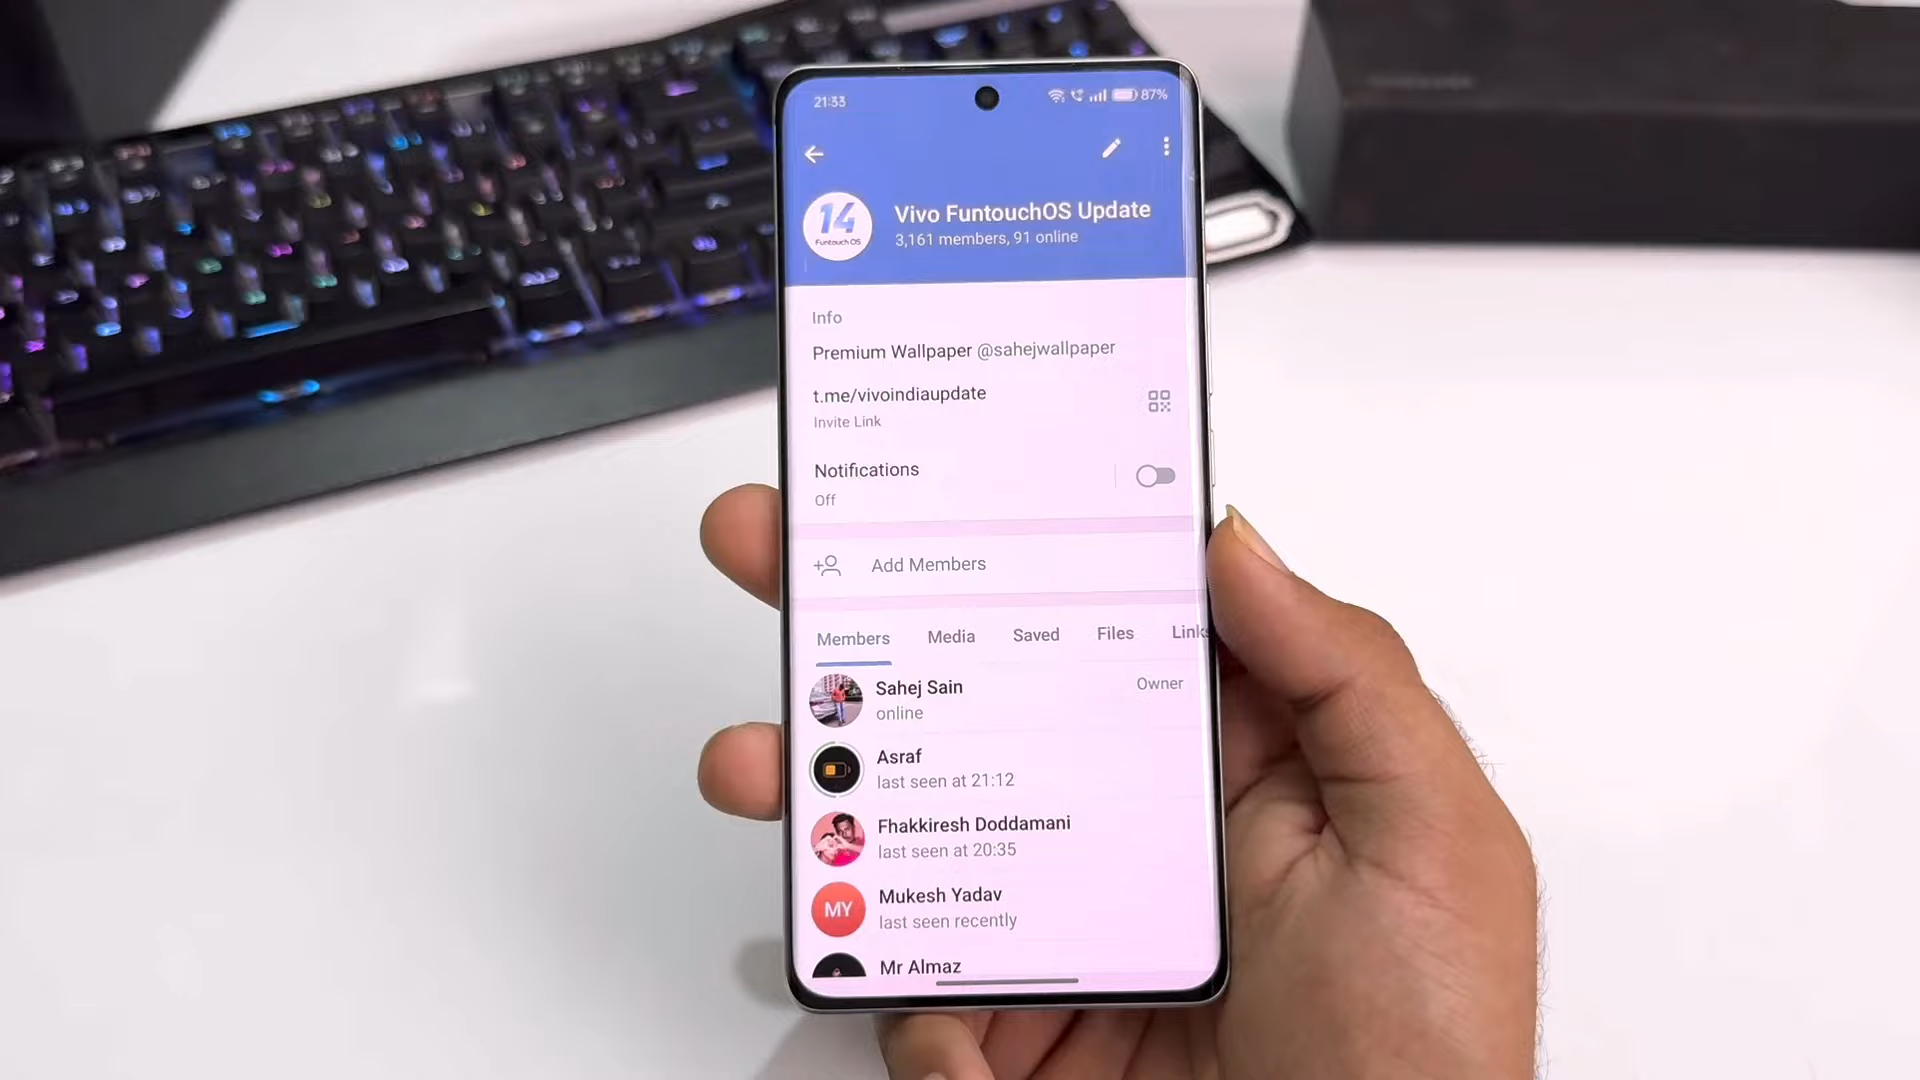 21:33
87%
14
Funtouch OS
Vivo FuntouchOS Update
3,161 members, 91 online
Info
Premium Wallpaper @sahejwallpaper
t.me/vivoindiaupdate
Invite Link
Notifications
Off
Add Members
Members Media Saved Files Links
Sahej Sain Owner
online
Asraf
last seen at 21:12
Fhakkiresh Doddamani
last seen at 20:35
MY
Mukesh Yadav
last seen recently
Mr Almaz